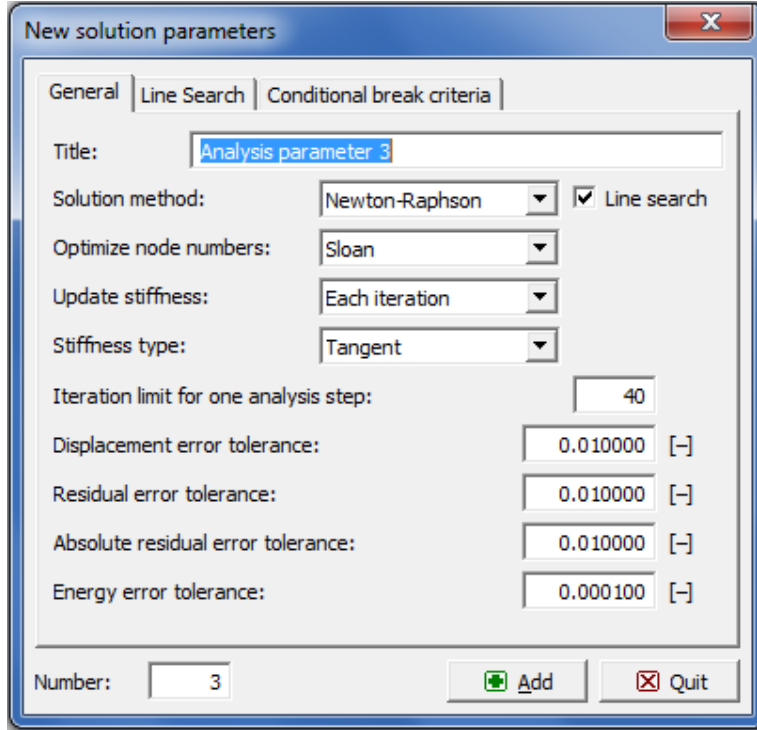 New solution parameters
General Line Search Conditional break criteria
Title: Analysis parameter 3
Solution method: Newton-Raphson Line search
Optimize node numbers: Sloan
Update stiffness: Each iteration
Stiffness type: Tangent
Iteration limit for one analysis step: 40
Displacement error tolerance: 0.010000 [–]
Residual error tolerance: 0.010000 [–]
Absolute residual error tolerance: 0.010000 [–]
Energy error tolerance: 0.000100 [–]
Number: 3 Add Quit